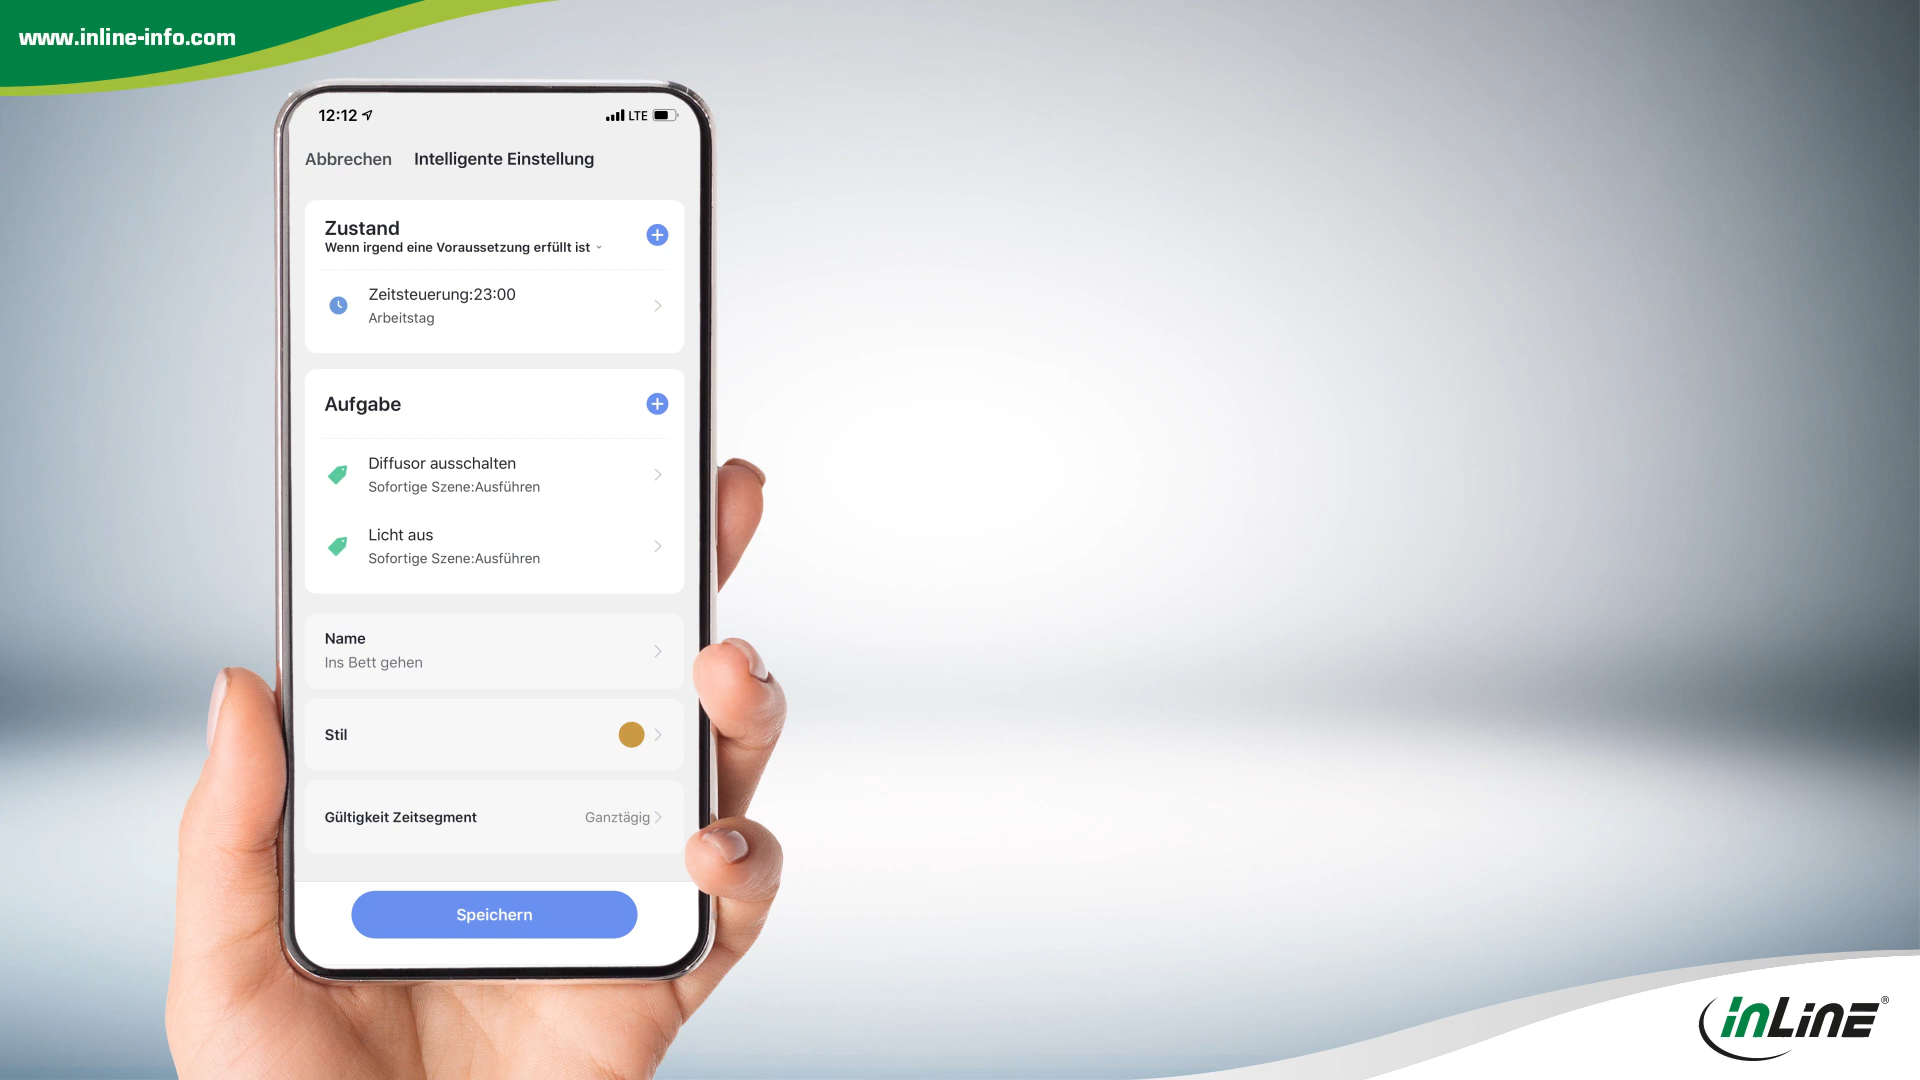 www.inline-info.com
12:12
LTE
Abbrechen Intelligente Einstellung
Zustand
Wenn irgend eine Voraussetzung erfüllt ist
Zeitsteuerung:23:00
Arbeitstag
Aufgabe
Diffusor ausschalten
Sofortige Szene:Ausführen
Licht aus
Sofortige Szene:Ausführen
Name
Ins Bett gehen
Stil
Gültigkeit Zeitsegment Ganztägig
Speichern
inLine®